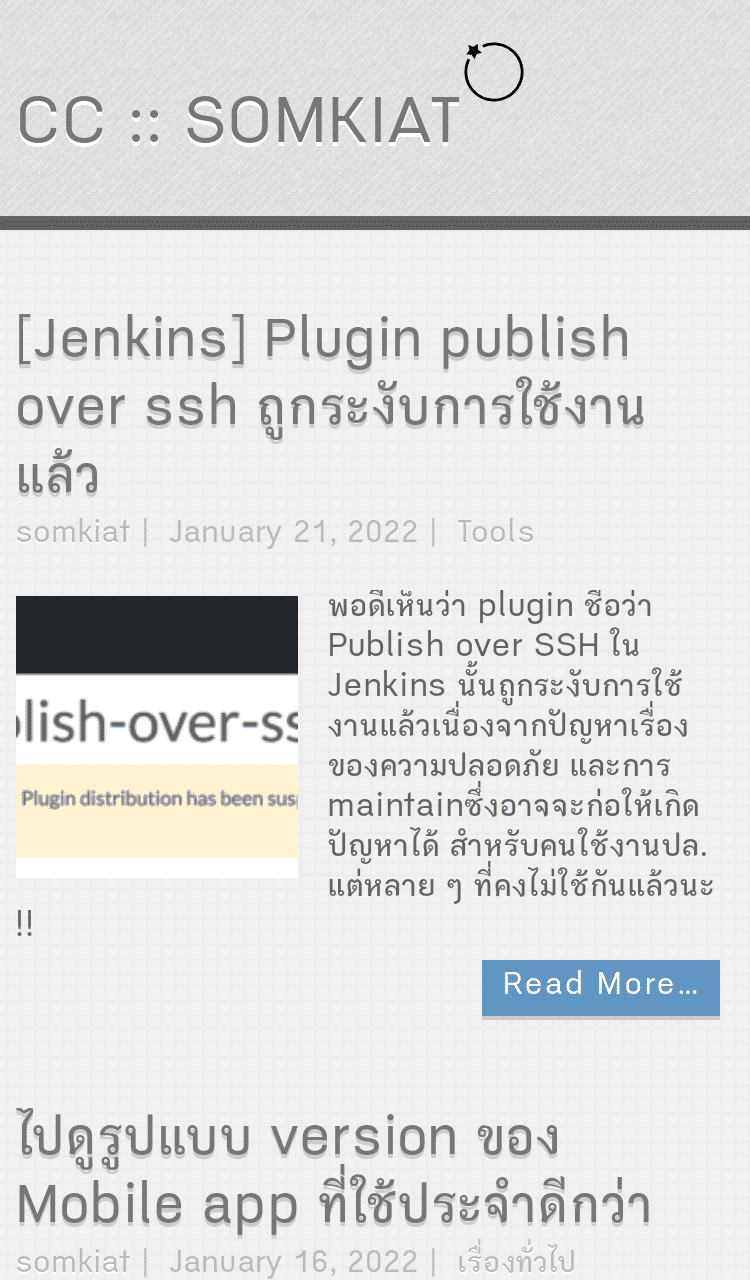 CC :: SOMKIAT
[Jenkins] Plugin publish
over ssh ถูกระงับการใช้งาน
แล้ว
somkiat | January 21, 2022 | Tools
พอดีเห็นว่า plugin ชื่อว่า
Publish over SSH ใน
Jenkins นั้นถูกระงับการใช้
งานแล้วเนื่องจากปัญหาเรื่อง
ของความปลอดภัย และการ
maintainซึ่งอาจจะก่อให้เกิด
ปัญหาได้ สำหรับคนใช้งานปล.
แต่หลาย ๆ ที่คงไม่ใช้กันแล้วนะ
!!
lish-over-ss
Plugin distribution has been sus
Read More…
ไปดูรูปแบบ version ของ
Mobile app ที่ใช้ประจำดีกว่า
somkiat | January 16, 2022 | เรื่องทั่วไป